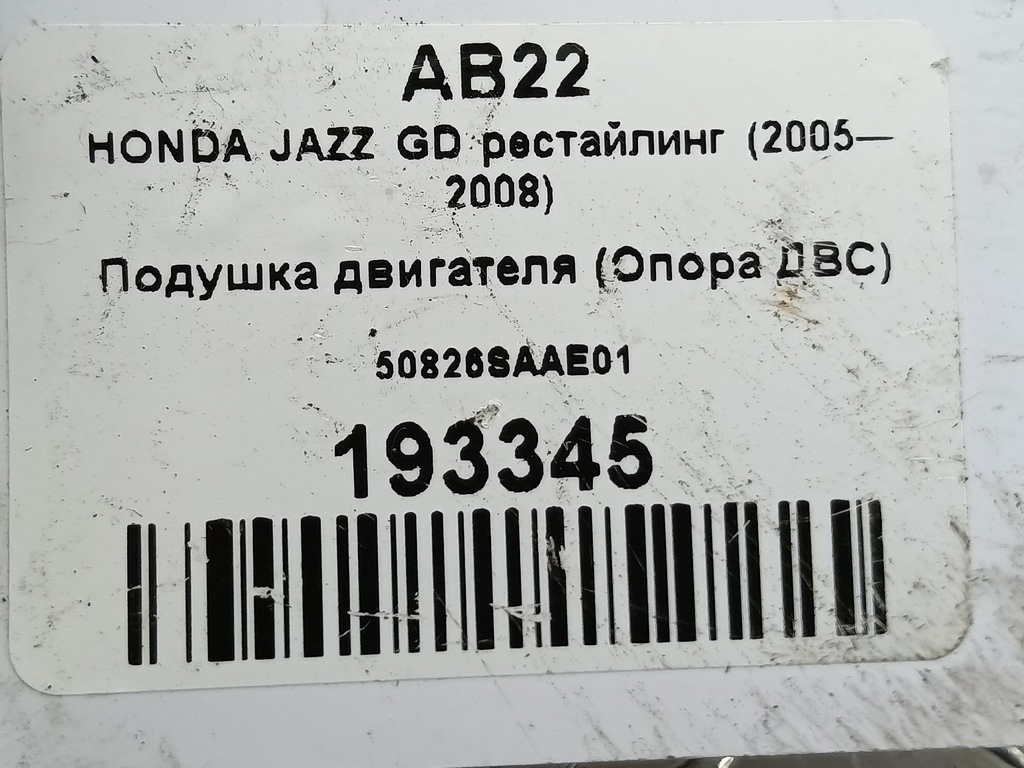 AB22
HONDA JAZZ GD рестайлинг (2005—
2008)
Подушка двигателя (Опора ДВС)
50826SAAE01
193345